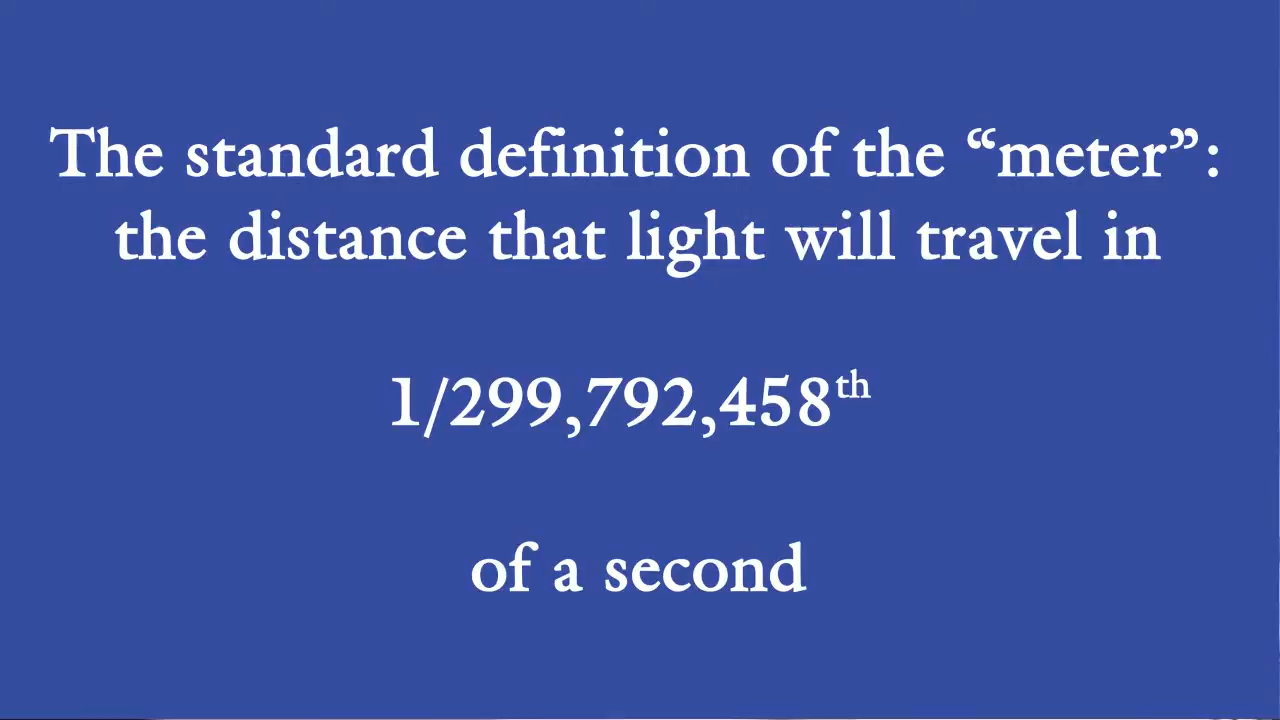 The standard definition of the “meter”:
the distance that light will travel in
1/299,792,458th
of a second